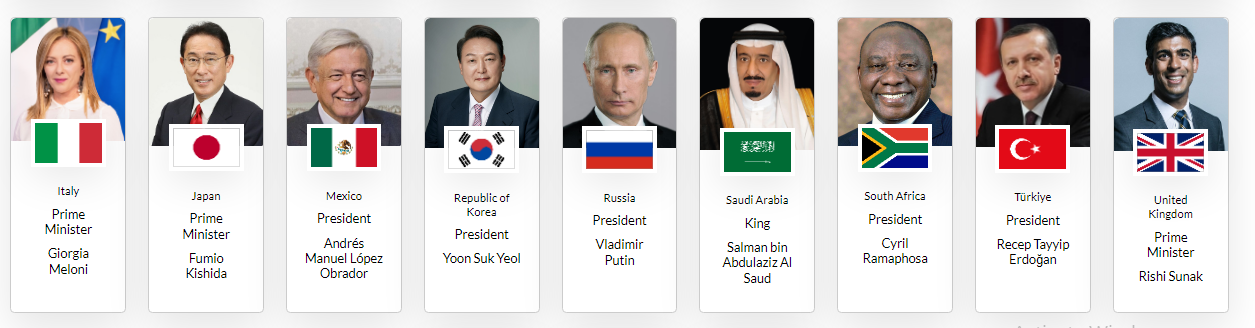 Italy
Prime
Minister
Giorgia
Meloni
Japan
Prime
Minister
Fumio
Kishida
Mexico
President
Andrés
Manuel López
Obrador
Republic of
Korea
President
Yoon Suk Yeol
Russia
President
Vladimir
Putin
Saudi Arabia
King
Salman bin
Abdulaziz Al
Saud
South Africa
President
Cyril
Ramaphosa
Türkiye
President
Recep Tayyip
Erdoğan
United
Kingdom
Prime
Minister
Rishi Sunak